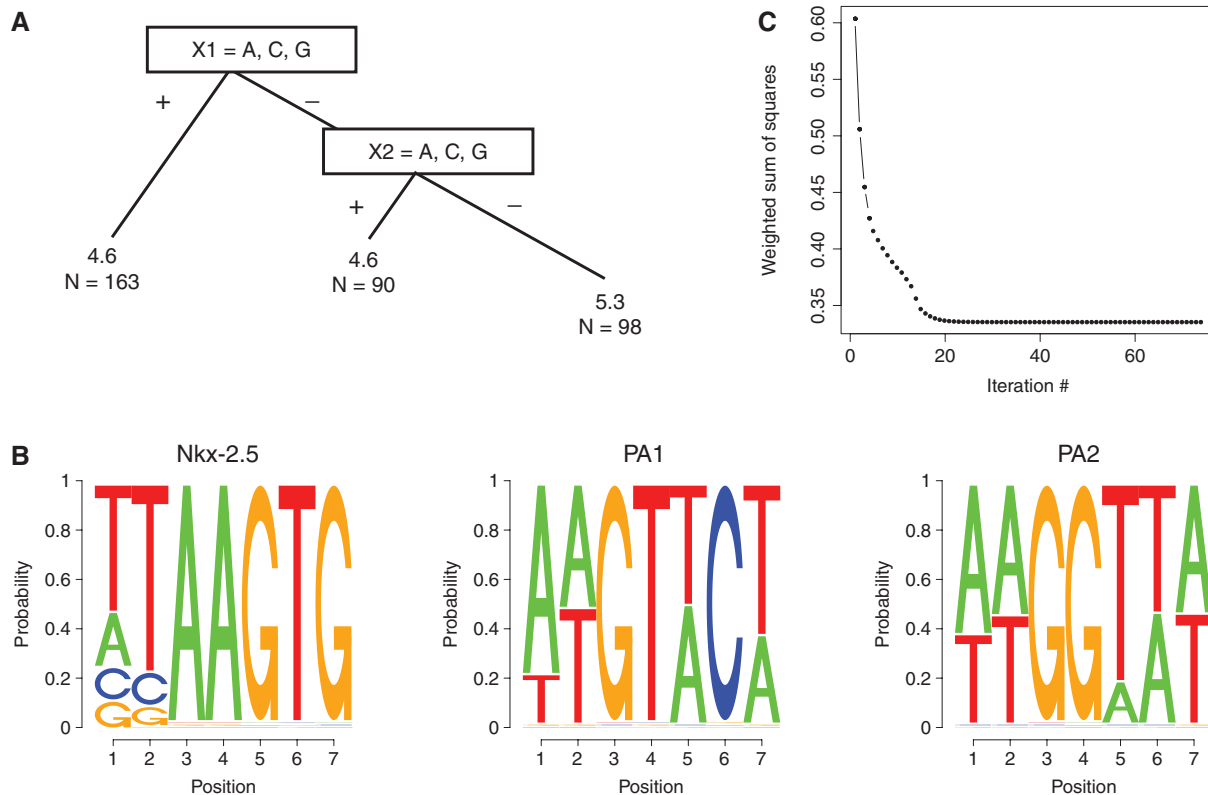 A
X1 = A, C, G
+
–
X2 = A, C, G
+
–
4.6
N = 163
4.6
N = 90
5.3
N = 98
C
0.60
0.55
0.50
0.45
0.40
0.35
Weighted sum of squares
0 20 40 60
Iteration #
B
Nkx-2.5
1
0.8
0.6
0.4
0.2
0
Probability
T T A A G T G
A C
C G
G
1 2 3 4 5 6 7
Position
PA1
1
0.8
0.6
0.4
0.2
0
Probability
A A G T T C T
T T A A
1 2 3 4 5 6 7
Position
PA2
1
0.8
0.6
0.4
0.2
0
Probability
A A G G T T A
T T A A T
1 2 3 4 5 6 7
Position